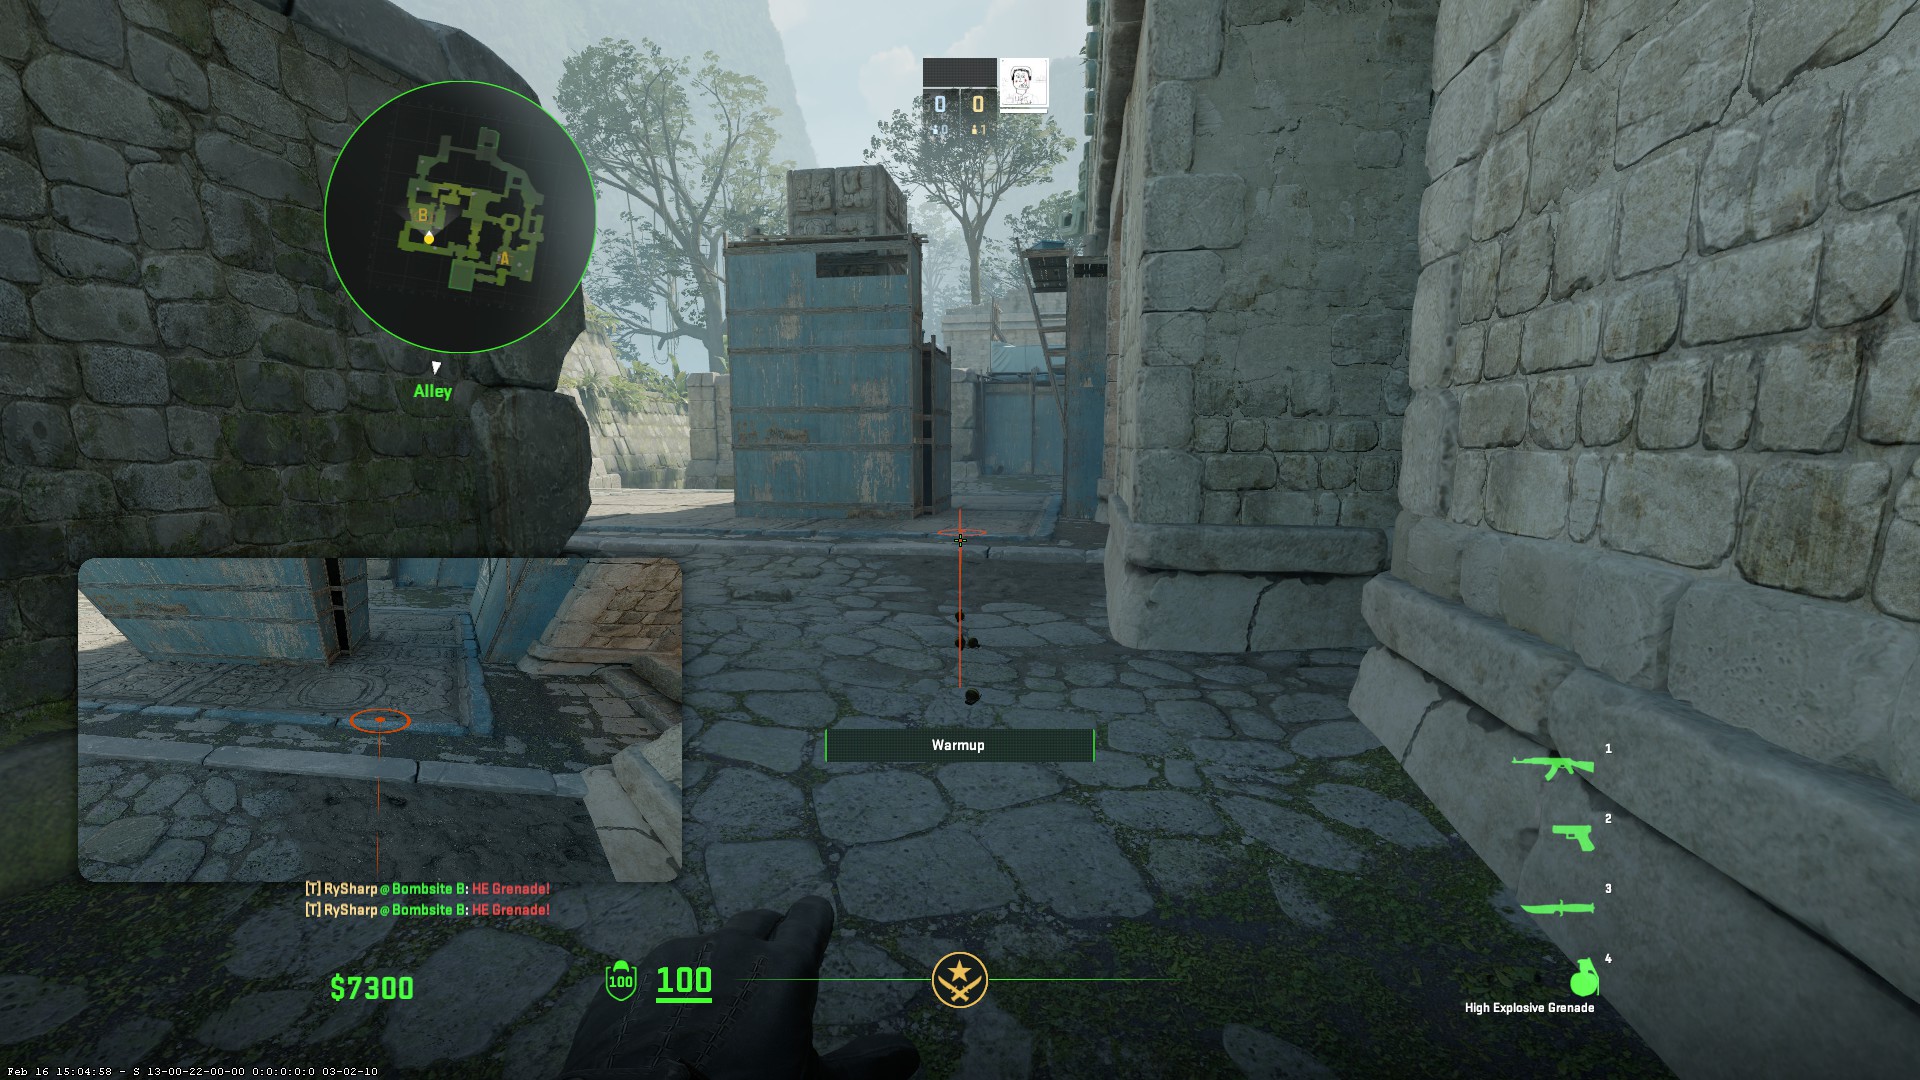 0 0
0 1
B
A
Alley
1
Warmup
2
3
[T] RySharp @ Bombsite B: HE Grenade!
[T] RySharp @ Bombsite B: HE Grenade!
4
$7300
100
100
High Explosive Grenade
Feb 16 15:04:58 - S 13-00-22-00-00 0:0:0:0:0 03-02-10